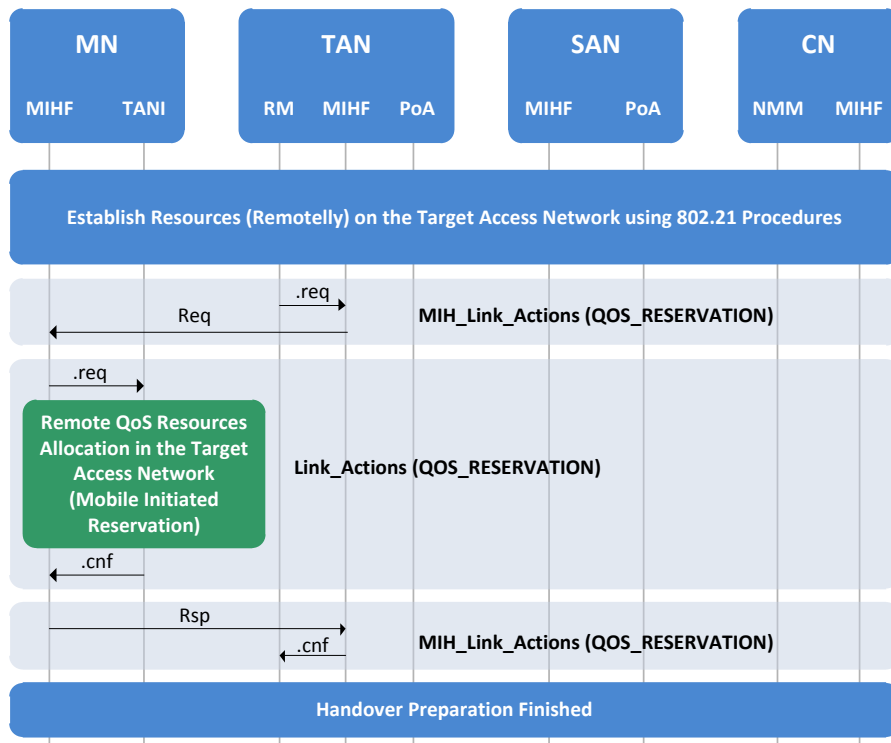 MN TAN SAN CN
MIHF TANI RM MIHF PoA MIHF PoA NMM MIHF
Establish Resources (Remotelly) on the Target Access Network using 802.21 Procedures
.req
Req
MIH_Link_Actions (QOS_RESERVATION)
.req
Remote QoS Resources
Allocation in the Target
Access Network
(Mobile Initiated
Reservation)
Link_Actions (QOS_RESERVATION)
.cnf
Rsp
.cnf
MIH_Link_Actions (QOS_RESERVATION)
Handover Preparation Finished